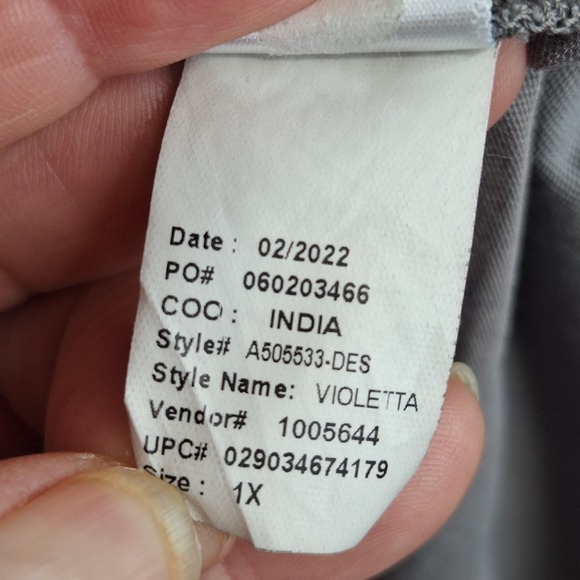 Date : 02/2022
PO# 060203466
COO : INDIA
Style# A505533-DES
Style Name: VIOLETTA
Vendor# 1005644
UPC# 029034674179
Size : 1X